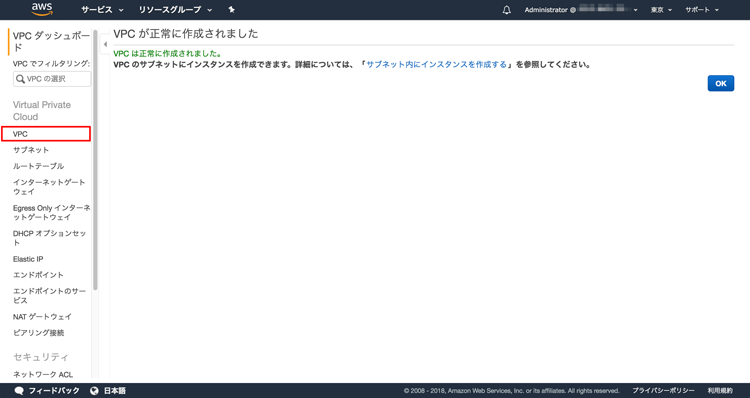 aws サービス リソースグループ Administrator @ 東京 サポート
VPC ダッシュボー
ド
VPC でフィルタリング:
VPC の選択
Virtual Private
Cloud
VPC
サブネット
ルートテーブル
インターネットゲート
ウェイ
Egress Only インターネ
ットゲートウェイ
DHCP オプションセッ
ト
Elastic IP
エンドポイント
エンドポイントのサー
ビス
NAT ゲートウェイ
ピアリング接続
セキュリティ
ネットワーク ACL
VPC が正常に作成されました
VPC は正常に作成されました。
VPC のサブネットにインスタンスを作成できます。詳細については、「サブネット内にインスタンスを作成する」を参照してください。
OK
フィードバック 日本語 © 2008 - 2018, Amazon Web Services, Inc. or its affiliates. All rights reserved. プライバシーポリシー 利用規約